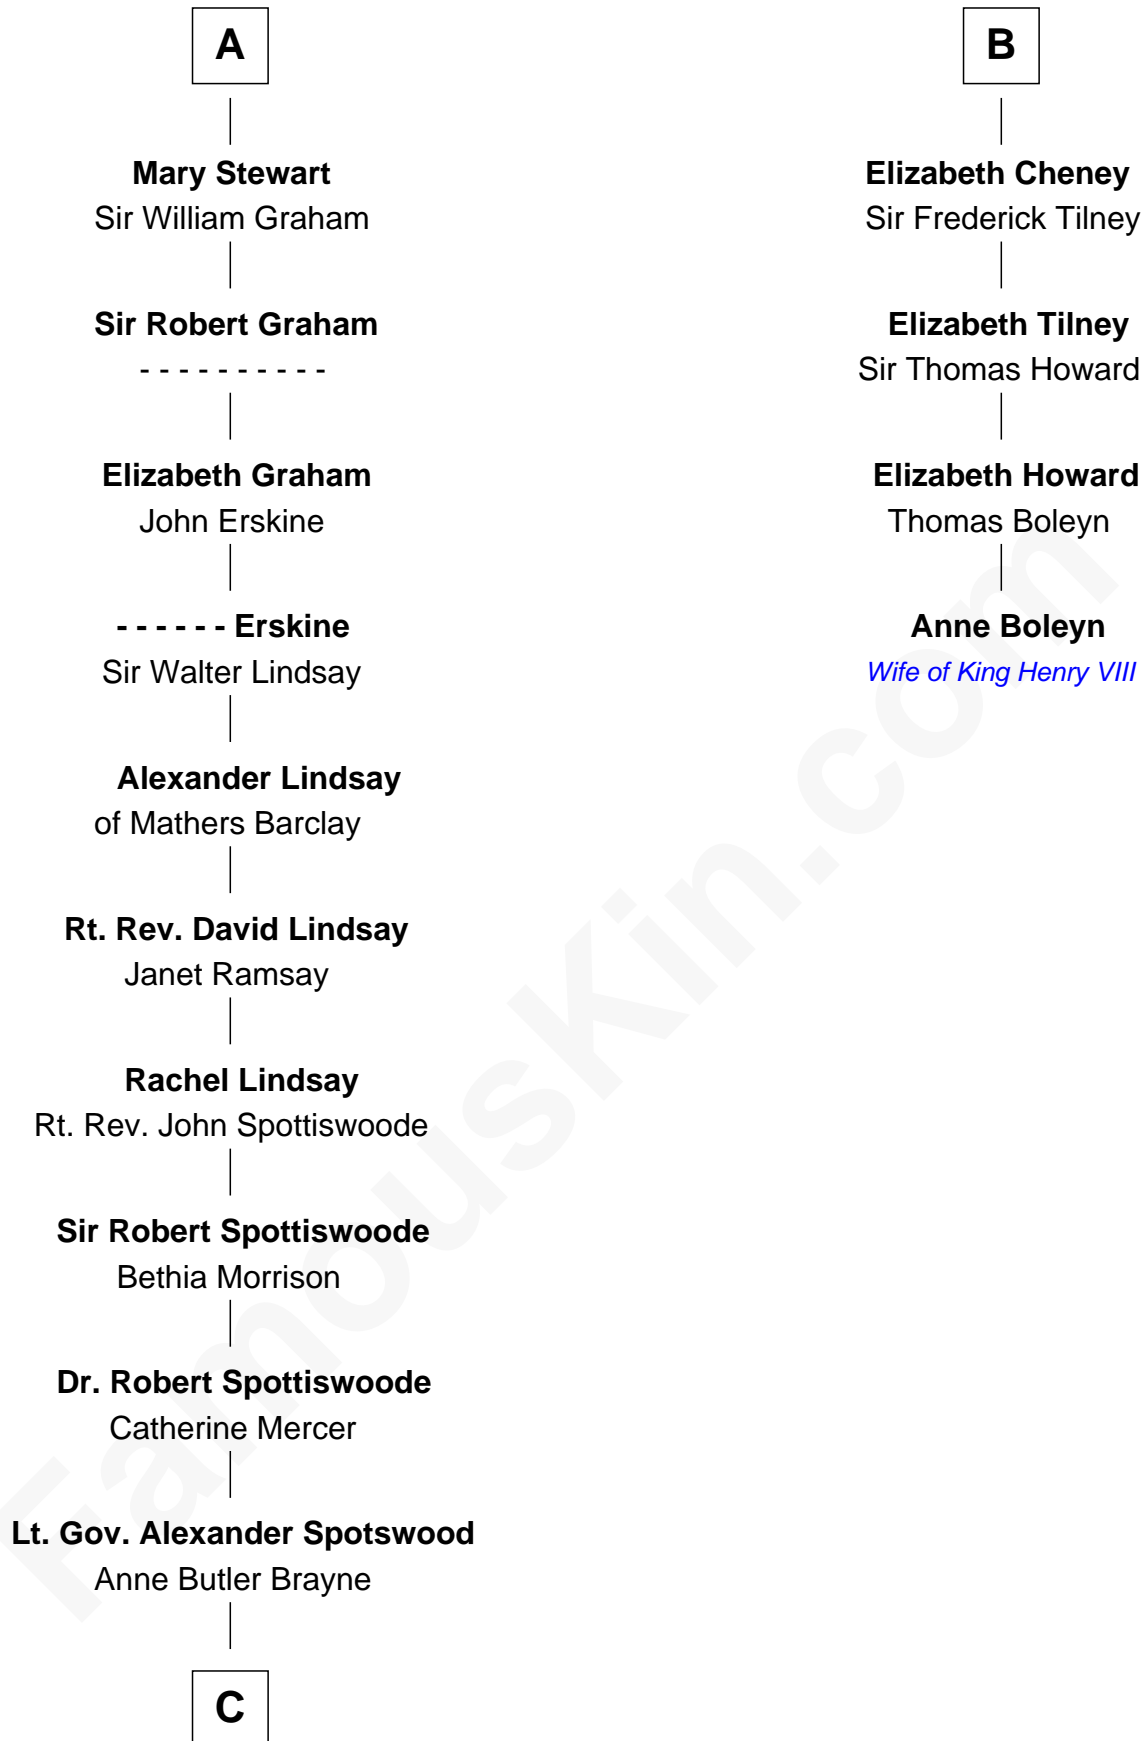 A
Mary Stewart
Sir William Graham
Sir Robert Graham
- - - - - - - - - -
Elizabeth Graham
John Erskine
- - - - - - Erskine
Sir Walter Lindsay
Alexander Lindsay
of Mathers Barclay
Rt. Rev. David Lindsay
Janet Ramsay
Rachel Lindsay
Rt. Rev. John Spottiswoode
Sir Robert Spottiswoode
Bethia Morrison
Dr. Robert Spottiswoode
Catherine Mercer
Lt. Gov. Alexander Spotswood
Anne Butler Brayne
C
B
Elizabeth Cheney
Sir Frederick Tilney
Elizabeth Tilney
Sir Thomas Howard
Elizabeth Howard
Thomas Boleyn
Anne Boleyn
Wife of King Henry VIII
FamousKin.com